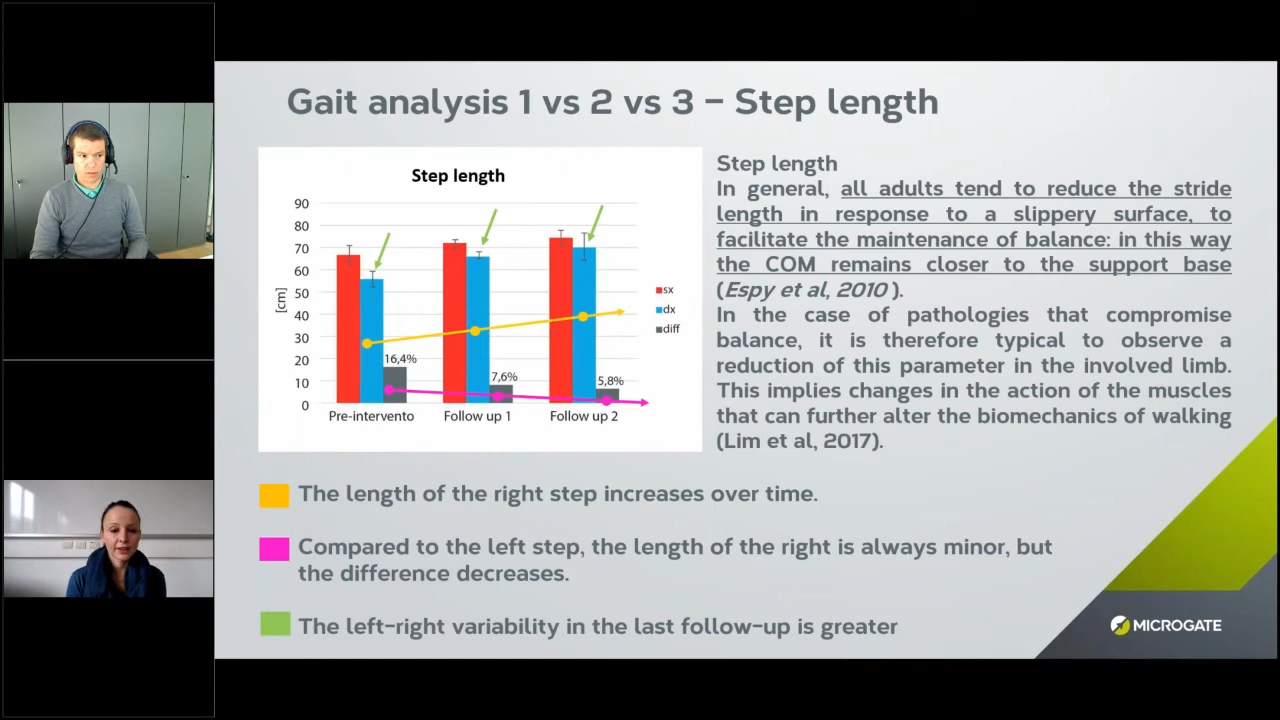 Gait analysis 1 vs 2 vs 3 – Step length
Step length
90
80
70
60
50
40
30
20
10
0
[cm]
16,4%
7,6%
5,8%
Pre-intervento
Follow up 1
Follow up 2
sx
dx
diff
Step length
In general, all adults tend to reduce the stride
length in response to a slippery surface, to
facilitate the maintenance of balance: in this way
the COM remains closer to the support base
(Espy et al, 2010 ).
In the case of pathologies that compromise
balance, it is therefore typical to observe a
reduction of this parameter in the involved limb.
This implies changes in the action of the muscles
that can further alter the biomechanics of walking
(Lim et al, 2017).
The length of the right step increases over time.
Compared to the left step, the length of the right is always minor, but
the difference decreases.
The left-right variability in the last follow-up is greater
MICROGATE